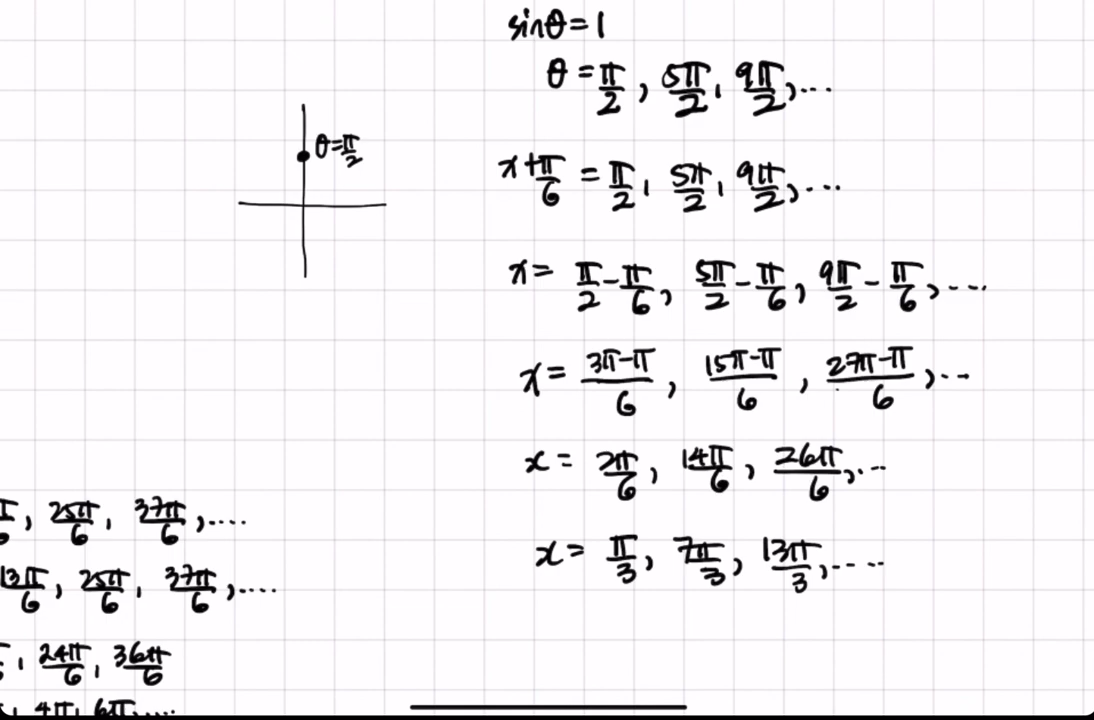 sinθ = 1
θ = π/2, 5π/2, 9π/2, ...
θ = π/2
x + π/6 = π/2, 5π/2, 9π/2, ...
x = π/2 - π/6, 5π/2 - π/6, 9π/2 - π/6, ...
x = (3π-π)/6, (15π-π)/6, (27π-π)/6, ...
x = 2π/6, 14π/6, 26π/6, ...
x = π/3, 7π/3, 13π/3, ....
, 25π/6, 37π/6, ....
13π/6, 25π/6, 37π/6, ....
, 24π/6, 36π/6
, 4π, 6π, ....